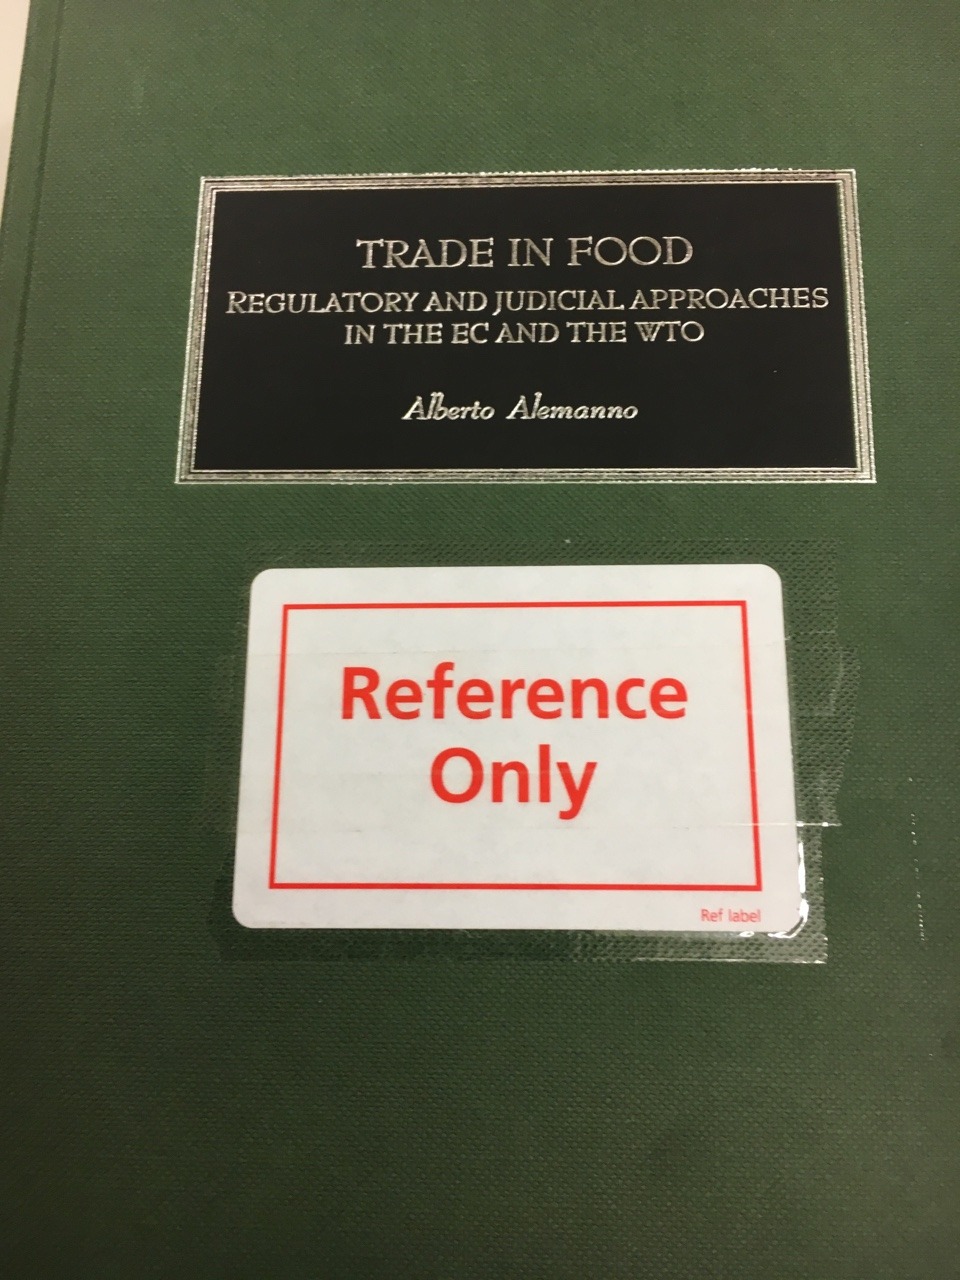 TRADE IN FOOD
REGULATORY AND JUDICIAL APPROACHES
IN THE EC AND THE WTO
Alberto Alemanno
Reference
Only
Ref label